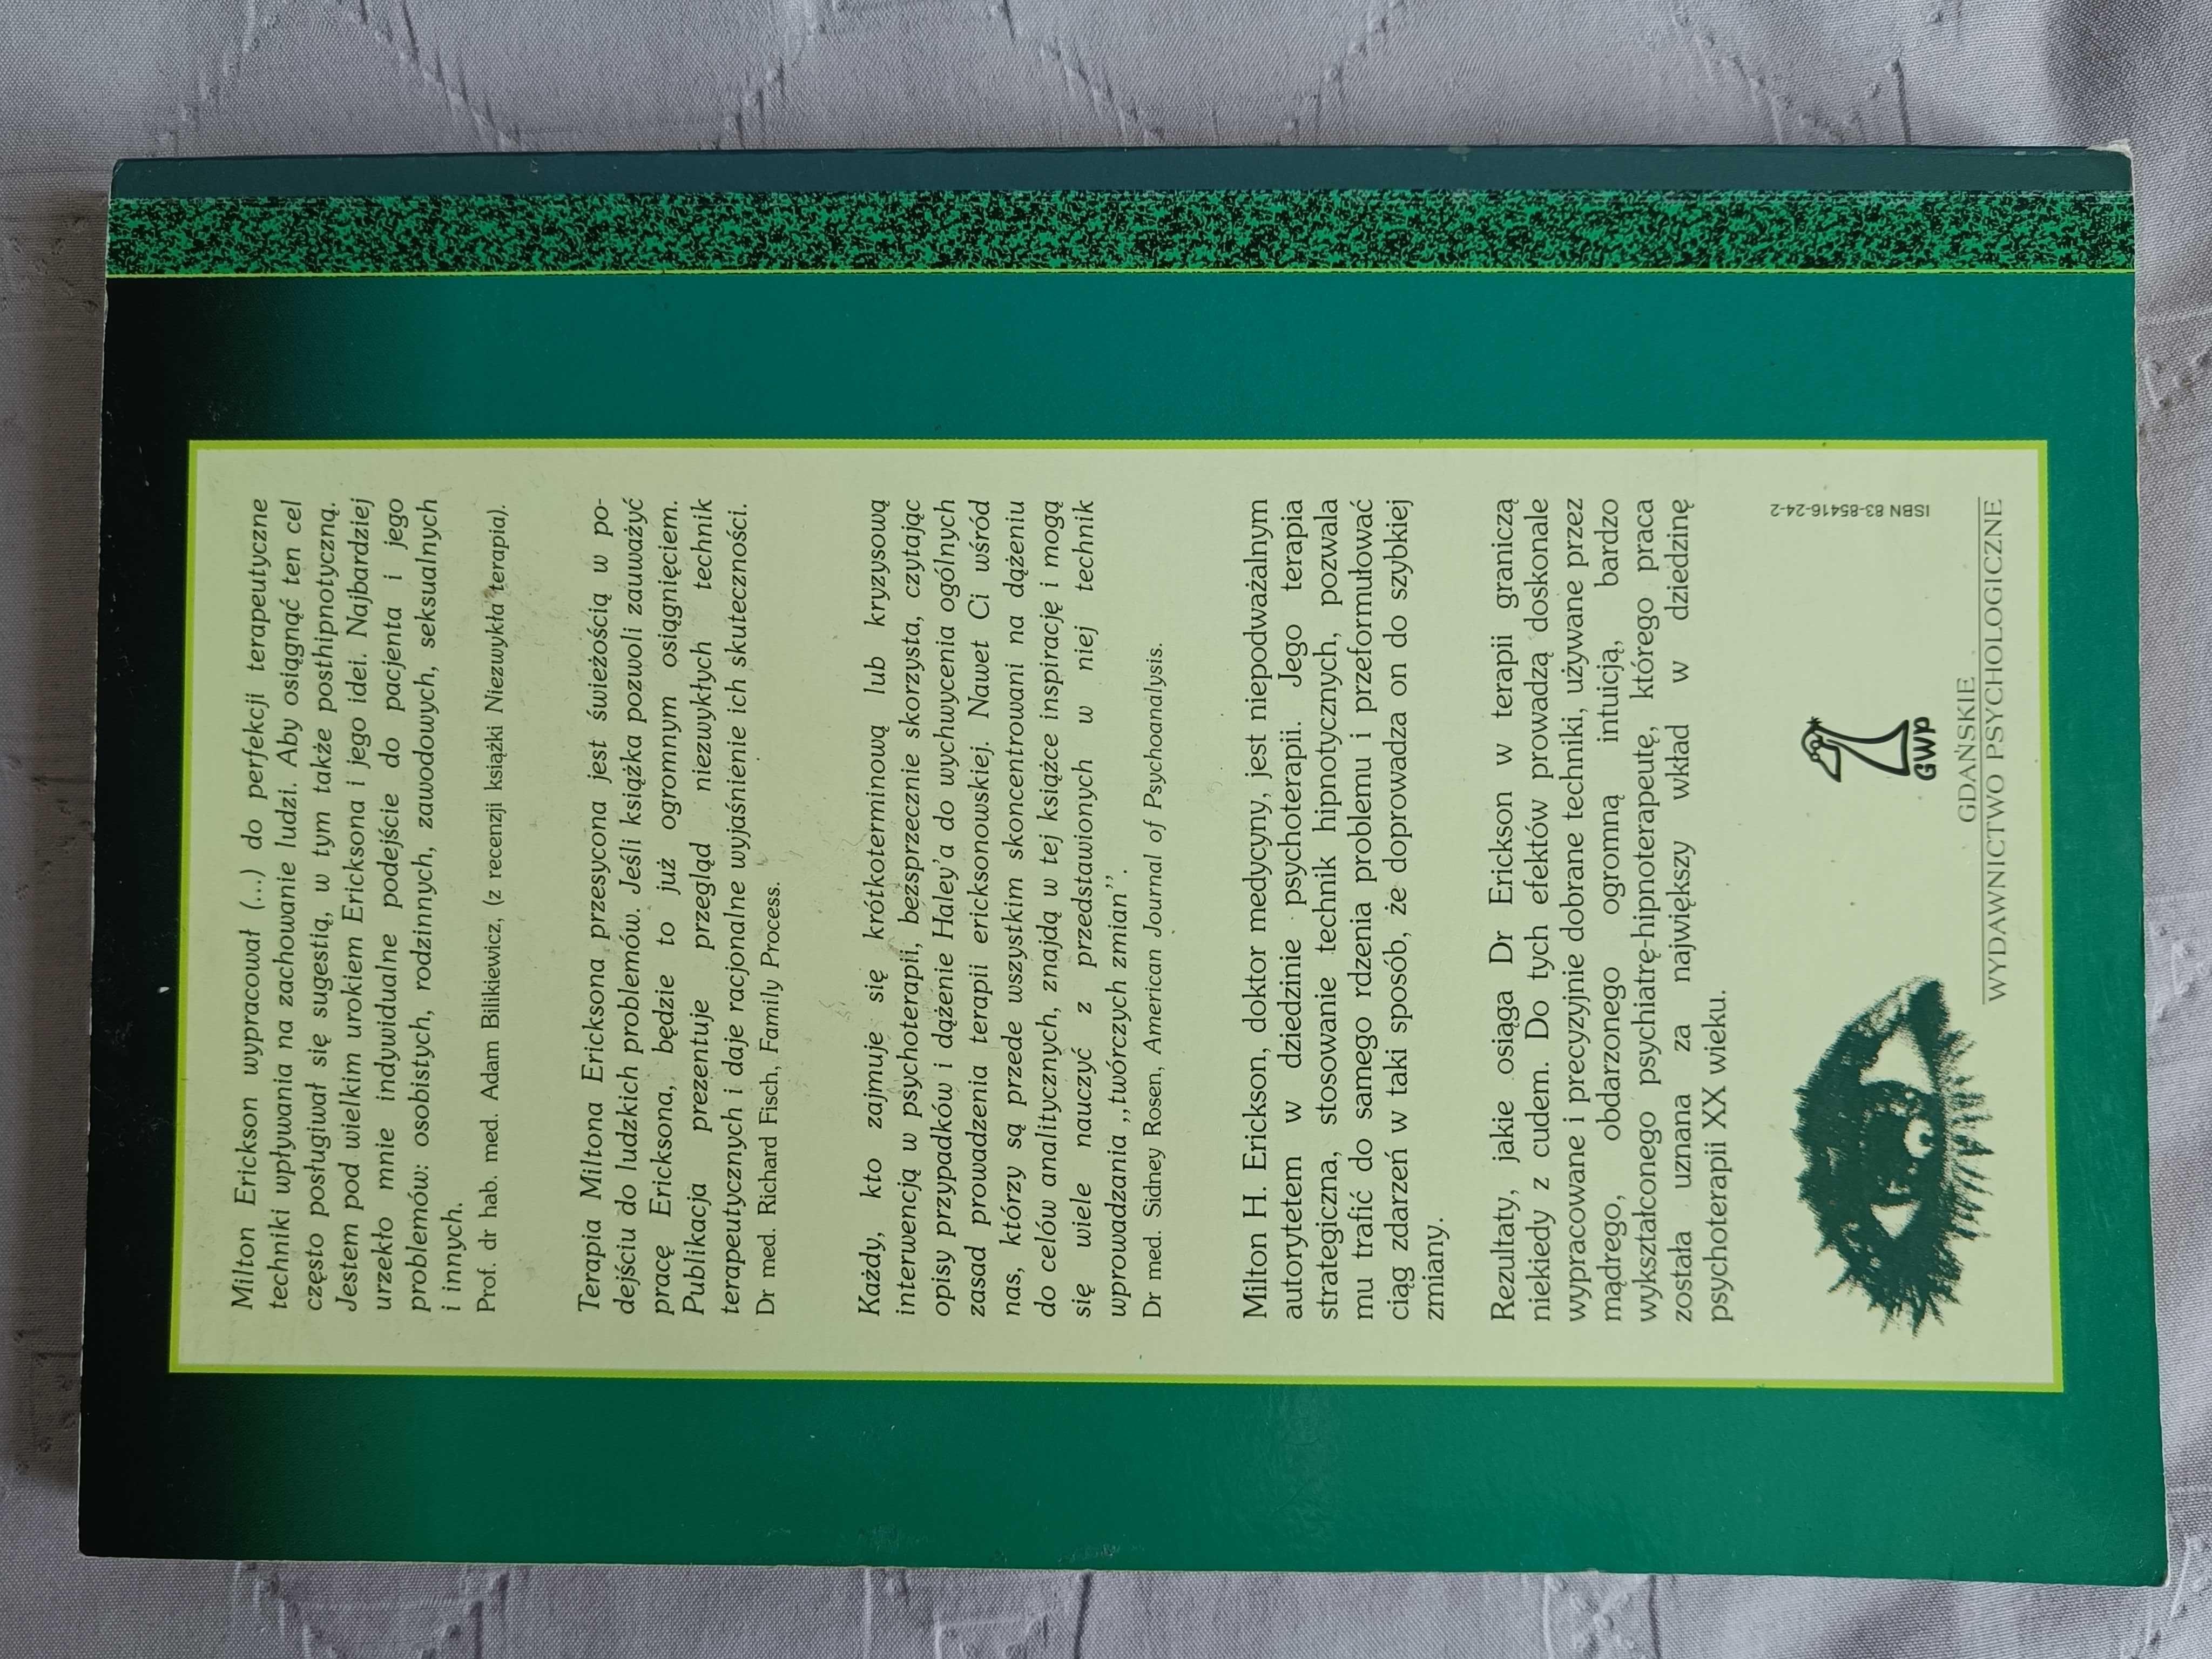 Milton Erickson wypracował (...) do perfekcji terapeutyczne
techniki wpływania na zachowanie ludzi. Aby osiągnąć ten cel
często posługiwał się sugestią, w tym także posthipnotyczną.
Jestem pod wielkim urokiem Ericksona i jego idei. Najbardziej
urzekło mnie indywidualne podejście do pacjenta i jego
problemów: osobistych, rodzinnych, zawodowych, seksualnych
i innych.
Prof. dr hab. med. Adam Bilikiewicz, (z recenzji książki Niezwykła terapia).
Terapia Miltona Ericksona przesycona jest świeżością w po-
dejściu do ludzkich problemów. Jeśli książka pozwoli zauważyć
pracę Ericksona, będzie to już ogromnym osiągnięciem.
Publikacja prezentuje przegląd niezwykłych technik
terapeutycznych i daje racjonalne wyjaśnienie ich skuteczności.
Dr med. Richard Fisch, Family Process.
Każdy, kto zajmuje się krótkoterminową lub kryzysową
interwencją w psychoterapii, bezsprzecznie skorzysta, czytając
opisy przypadków i dążenie Haley'a do wychwycenia ogólnych
zasad prowadzenia terapii ericksonowskiej. Nawet Ci wśród
nas, którzy są przede wszystkim skoncentrowani na dążeniu
do celów analitycznych, znajdą w tej książce inspirację i mogą
się wiele nauczyć z przedstawionych w niej technik
wprowadzania ,,twórczych zmian''.
Dr med. Sidney Rosen, American Journal of Psychoanalysis.
Milton H. Erickson, doktor medycyny, jest niepodważalnym
autorytetem w dziedzinie psychoterapii. Jego terapia
strategiczna, stosowanie technik hipnotycznych, pozwala
mu trafić do samego rdzenia problemu i przeformułować
ciąg zdarzeń w taki sposób, że doprowadza on do szybkiej
zmiany.
Rezultaty, jakie osiąga Dr Erickson w terapii graniczą
niekiedy z cudem. Do tych efektów prowadzą doskonale
wypracowane i precyzyjnie dobrane techniki, używane przez
mądrego, obdarzonego ogromną intuicją, bardzo
wykształconego psychiatrę-hipnoterapeutę, którego praca
została uznana za największy wkład w dziedzinę
psychoterapii XX wieku.
ISBN 83-85416-24-2
GWP
GDAŃSKIE
WYDAWNICTWO PSYCHOLOGICZNE